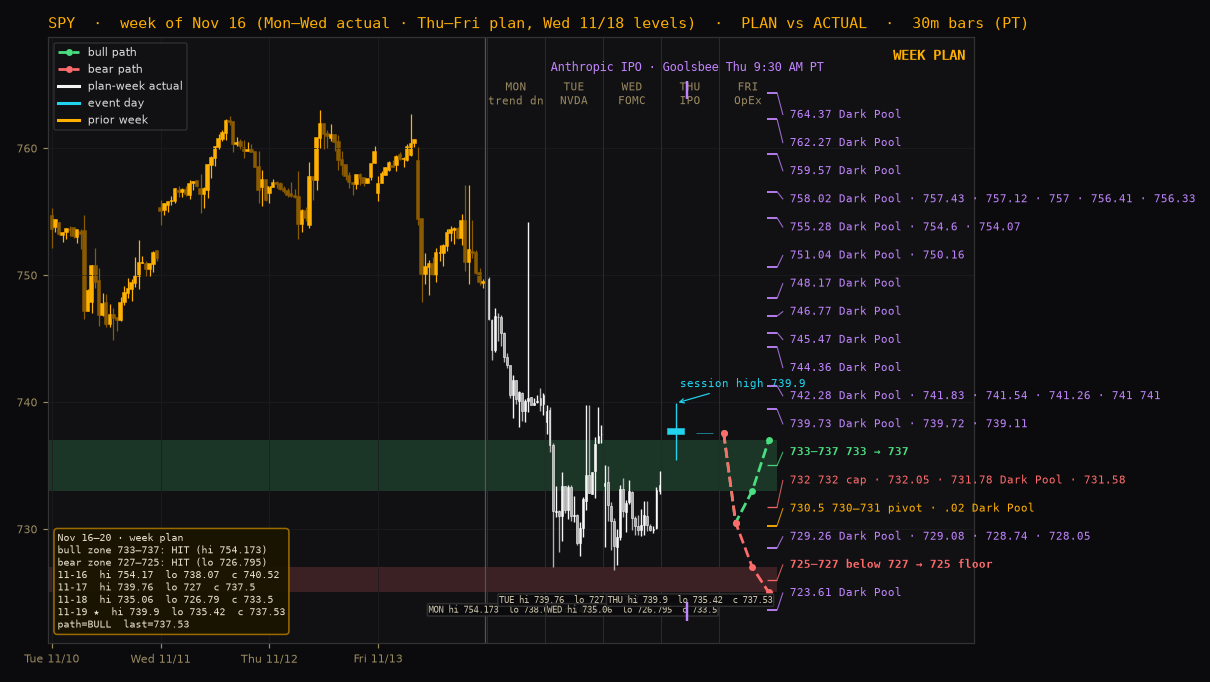 SPY · week of Nov 16 (Mon–Wed actual · Thu–Fri plan, Wed 11/18 levels) · PLAN vs ACTUAL · 30m bars (PT)
bull path
bear path
plan-week actual
event day
prior week
WEEK PLAN
Anthropic IPO · Goolsbee Thu 9:30 AM PT
MON TUE WED THU FRI
trend dn NVDA FOMC IPO OpEx
764.37 Dark Pool
762.27 Dark Pool
759.57 Dark Pool
758.02 Dark Pool · 757.43 · 757.12 · 757 · 756.41 · 756.33
755.28 Dark Pool · 754.6 · 754.07
751.04 Dark Pool · 750.16
748.17 Dark Pool
746.77 Dark Pool
745.47 Dark Pool
744.36 Dark Pool
session high 739.9
742.28 Dark Pool · 741.83 · 741.54 · 741.26 · 741 741
739.73 Dark Pool · 739.72 · 739.11
733–737 733 → 737
732 732 cap · 732.05 · 731.78 Dark Pool · 731.58
730.5 730–731 pivot · .02 Dark Pool
729.26 Dark Pool · 729.08 · 728.74 · 728.05
725–727 below 727 → 725 floor
723.61 Dark Pool
760
750
740
730
Nov 16–20 · week plan
bull zone 733–737: HIT (hi 754.173)
bear zone 727–725: HIT (lo 726.795)
11-16 hi 754.17 lo 738.07 c 740.52
11-17 hi 739.76 lo 727 c 737.5
11-18 hi 735.06 lo 726.79 c 733.5
11-19 ★ hi 739.9 lo 735.42 c 737.53
path=BULL last=737.53
TUE hi 739.76 lo 727 THU hi 739.9 lo 735.42 c 737.53
MON hi 754.173 lo 738.0 WED hi 735.06 lo 726.795 c 733.5
Tue 11/10 Wed 11/11 Thu 11/12 Fri 11/13